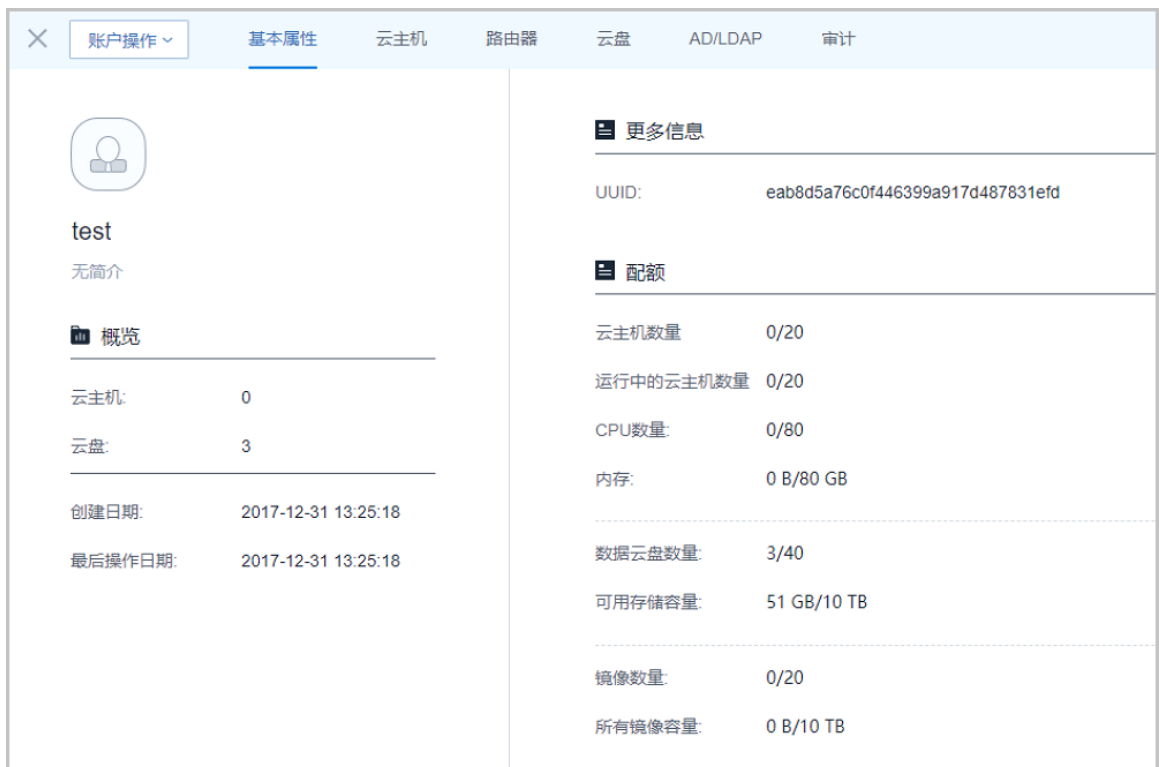 账户操作 基本属性 云主机 路由器 云盘 AD/LDAP 审计
test
无简介
概览
云主机: 0
云盘: 3
创建日期: 2017-12-31 13:25:18
最后操作日期: 2017-12-31 13:25:18
更多信息
UUID: eab8d5a76c0f446399a917d487831efd
配额
云主机数量 0/20
运行中的云主机数量 0/20
CPU数量: 0/80
内存: 0 B/80 GB
数据云盘数量: 3/40
可用存储容量: 51 GB/10 TB
镜像数量: 0/20
所有镜像容量: 0 B/10 TB